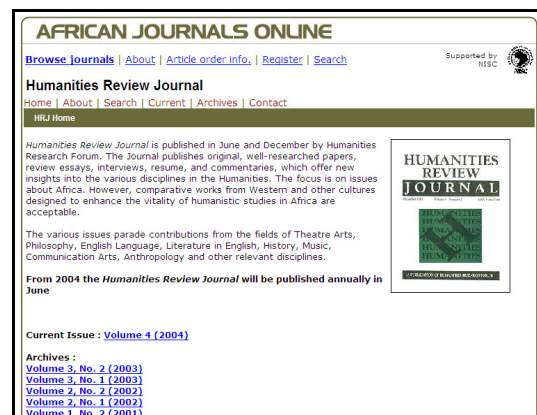 AFRICAN JOURNALS ONLINE
Browse journals | About | Article order info. | Register | Search
Supported by
NISC
NISC
Humanities Review Journal
Home | About | Search | Current | Archives | Contact
HRJ Home
Humanities Review Journal is published in June and December by Humanities
Research Forum. The Journal publishes original, well-researched papers,
review essays, interviews, resume, and commentaries, which offer new
insights into the various disciplines in the Humanities. The focus is on issues
about Africa. However, comparative works from Western and other cultures
designed to enhance the vitality of humanistic studies in Africa are
acceptable.
The various issues parade contributions from the fields of Theatre Arts,
Philosophy, English Language, Literature in English, History, Music,
Communication Arts, Anthropology and other relevant disciplines.
From 2004 the Humanities Review Journal will be published annually in
June
HUMANITIES
REVIEW
JOURNAL
HUMANITIES
Current Issue : Volume 4 (2004)
Archives :
Volume 3, No. 2 (2003)
Volume 3, No. 1 (2003)
Volume 2, No. 2 (2002)
Volume 2, No. 1 (2002)
Volume 1, No. 2 (2001)